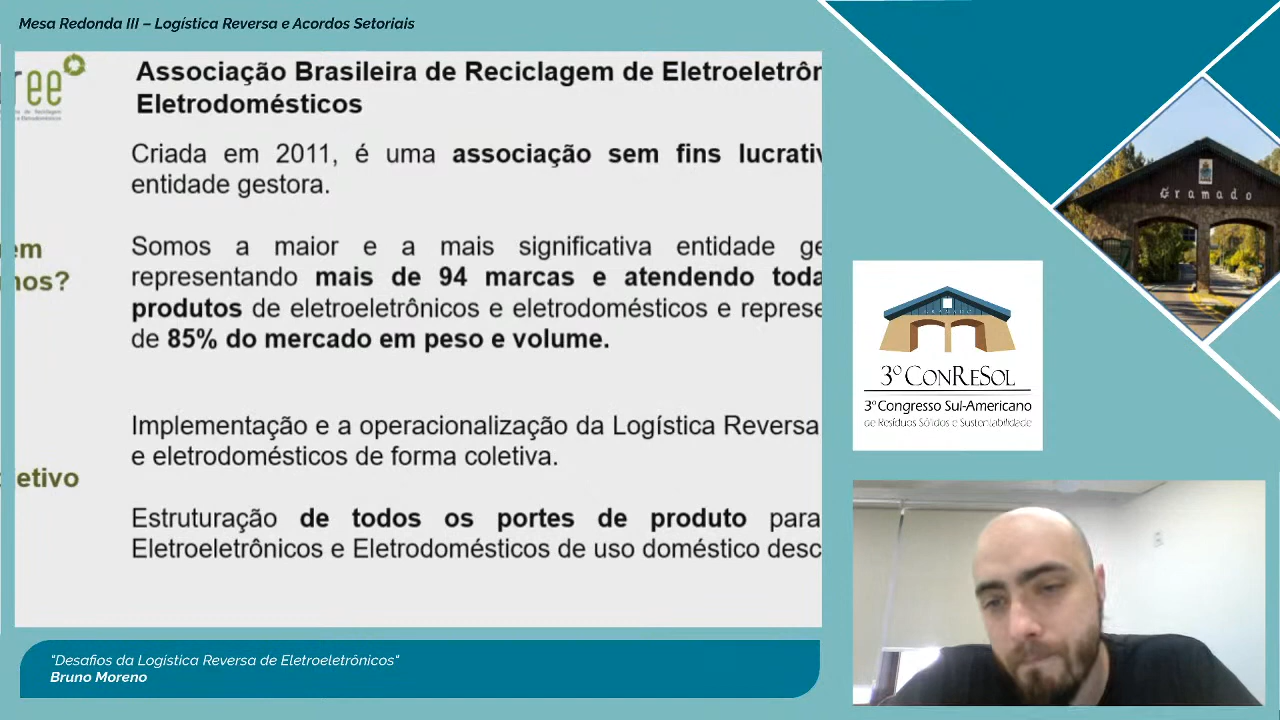 Mesa Redonda III – Logística Reversa e Acordos Setoriais
ree
Associação Brasileira de Reciclagem de Eletroeletrôn
Eletrodomésticos
Criada em 2011, é uma associação sem fins lucrativ
entidade gestora.
em
nos?
Somos a maior e a mais significativa entidade ge
representando mais de 94 marcas e atendendo toda
produtos de eletroeletrônicos e eletrodomésticos e represe
de 85% do mercado em peso e volume.
Implementação e a operacionalização da Logística Reversa
e eletrodomésticos de forma coletiva.
etivo
Estruturação de todos os portes de produto para
Eletroeletrônicos e Eletrodomésticos de uso doméstico desc
Gramado
3º CONRESOL
3º Congresso Sul-Americano
de Resíduos Sólidos e Sustentabilidade
"Desafios da Logística Reversa de Eletroeletrônicos"
Bruno Moreno